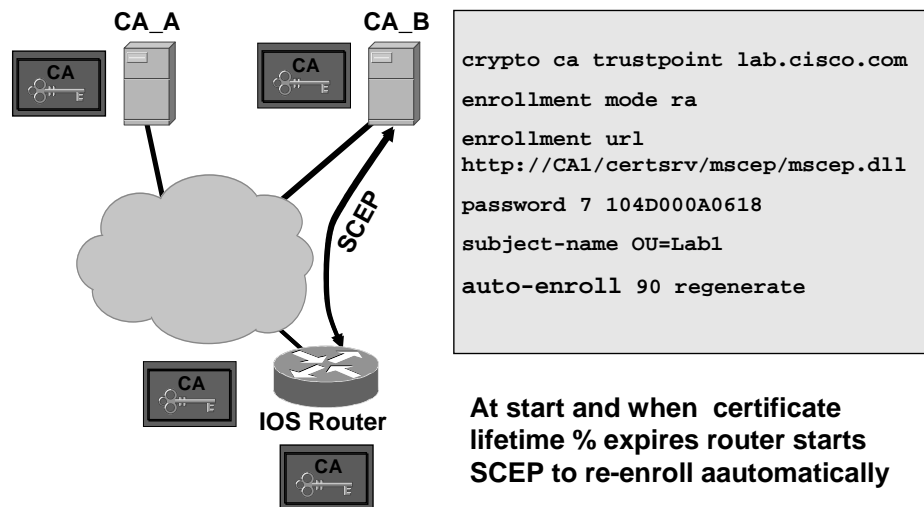 CA_A
CA_B
CA
CA
SCEP
CA
IOS Router
CA
crypto ca trustpoint lab.cisco.com
enrollment mode ra
enrollment url
http://CA1/certsrv/mscep/mscep.dll
password 7 104D000A0618
subject-name OU=Lab1
auto-enroll 90 regenerate
At start and when certificate
lifetime % expires router starts
SCEP to re-enroll aautomatically